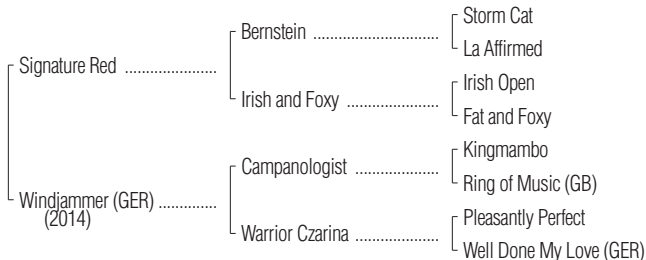 Storm Cat
Bernstein .............................
La Affirmed
Signature Red ......................
Irish Open
Irish and Foxy ......................
Fat and Foxy
Kingmambo
Campanologist ....................
Ring of Music (GB)
Windjammer (GER) ..............
(2014)
Pleasantly Perfect
Warrior Czarina ....................
Well Done My Love (GER)